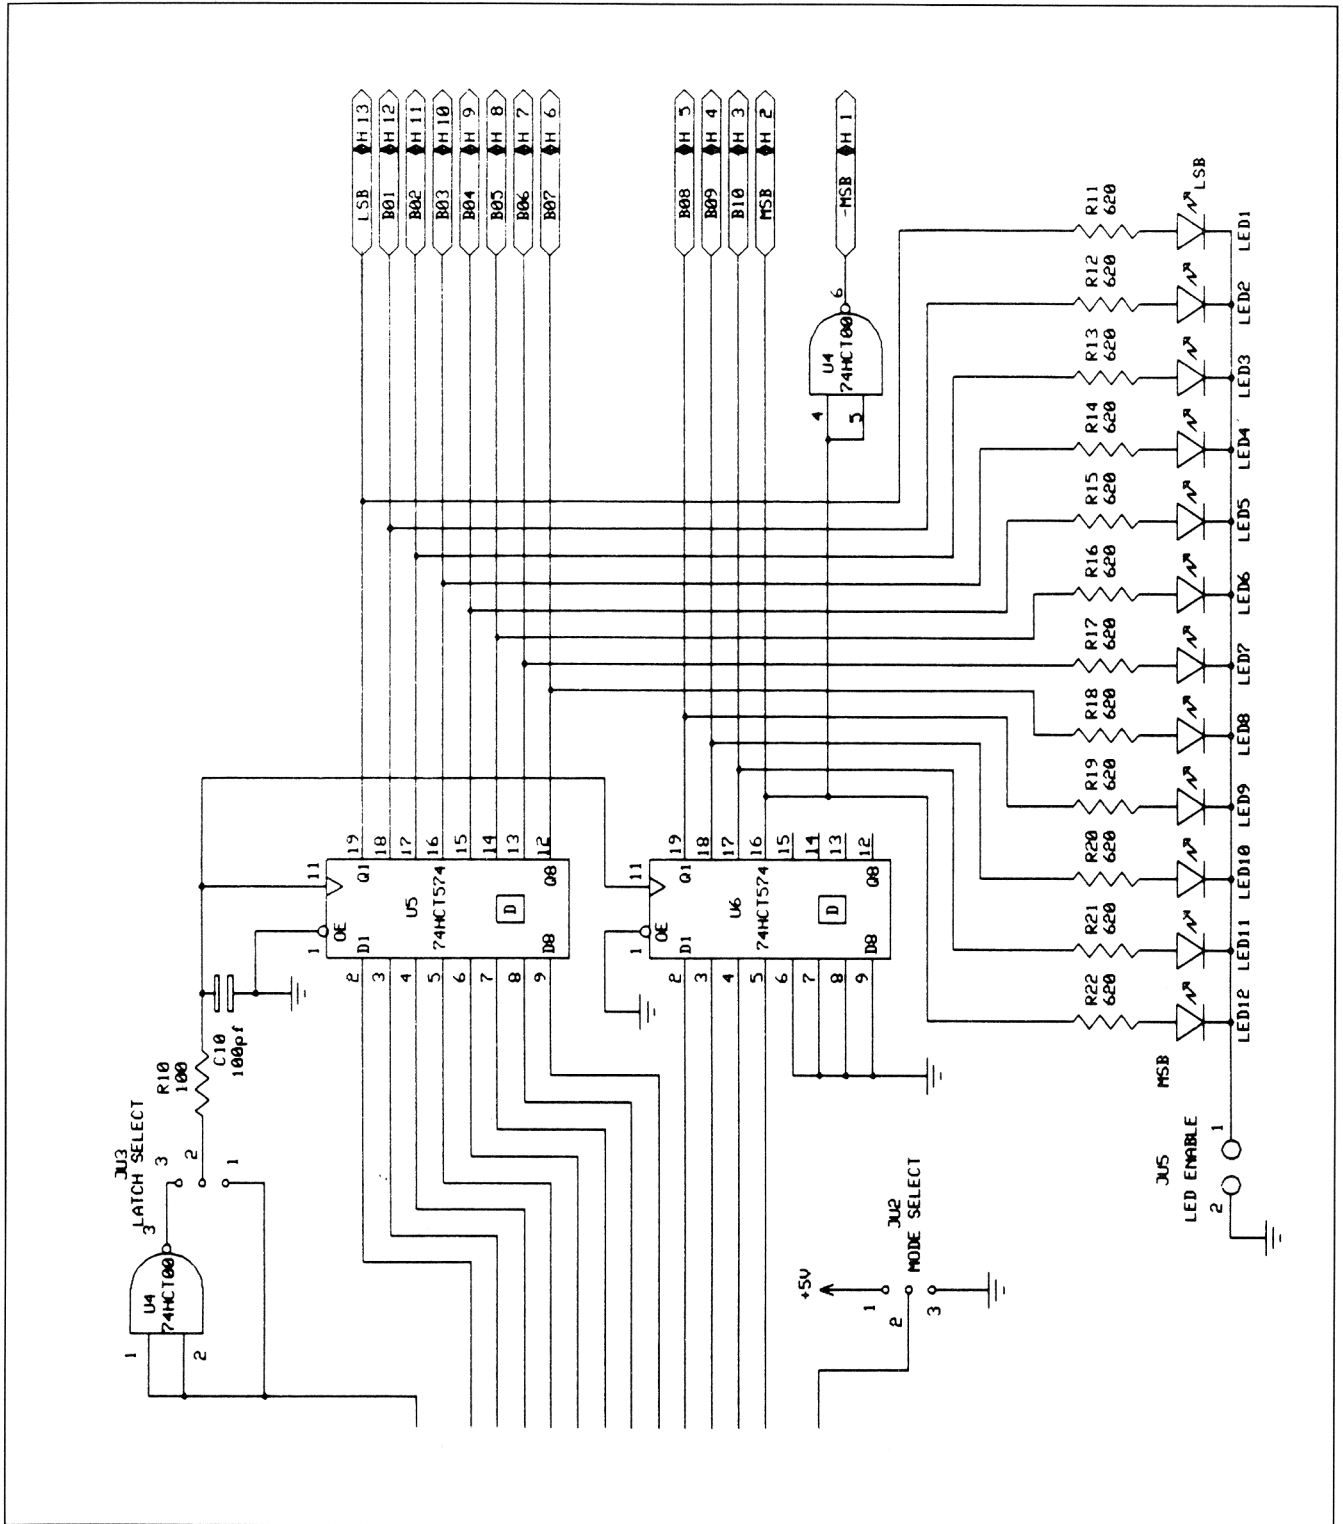 LSB H 13
B01 H 12
B02 H 11
B03 H 10
B04 H 9
B05 H 8
B06 H 7
B07 H 6
B08 H 5
B09 H 4
B10 H 3
MSB H 2
-MSB H 1
JU3
LATCH SELECT
3
2
1
U4
74HCT00
1
2
3
R10
100
C10
100pf
U5
74HCT574
D
OE
1
11
D1
D8
Q1
Q8
2
3
4
5
6
7
8
9
19
18
17
16
15
14
13
12
U6
74HCT574
D
OE
1
11
D1
D8
Q1
Q8
2
3
4
5
6
7
8
9
19
18
17
16
15
14
13
12
U4
74HCT00
4
5
6
+5V
JU2
MODE SELECT
1
2
3
JU5
LED ENABLE
2
1
MSB
R22
620
R21
620
R20
620
R19
620
R18
620
R17
620
R16
620
R15
620
R14
620
R13
620
R12
620
R11
620
LSB
LED12
LED11
LED10
LED9
LED8
LED7
LED6
LED5
LED4
LED3
LED2
LED1